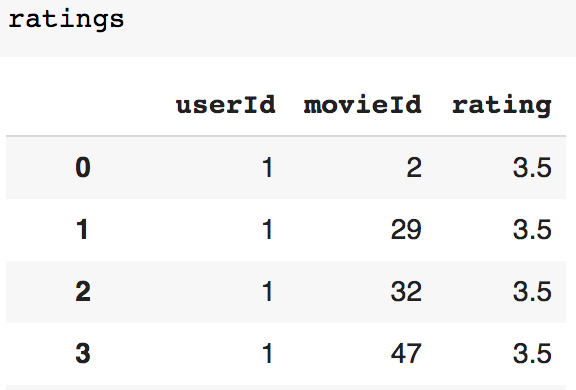 ratings
userId movieId rating
0 1 2 3.5
1 1 29 3.5
2 1 32 3.5
3 1 47 3.5